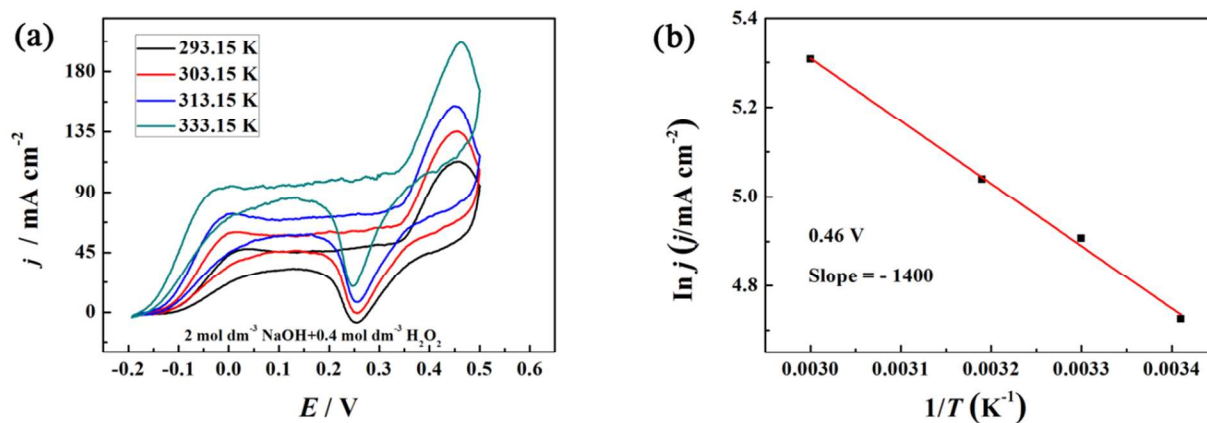 (a)
293.15 K
303.15 K
313.15 K
333.15 K
180
135
90
45
0
j / mA cm⁻²
2 mol dm⁻³ NaOH+0.4 mol dm⁻³ H₂O₂
-0.2 -0.1 0.0 0.1 0.2 0.3 0.4 0.5 0.6
E / V
(b)
5.4
5.2
5.0
4.8
ln j (j/mA cm⁻²)
0.46 V
Slope = - 1400
0.0030 0.0031 0.0032 0.0033 0.0034
1/T (K⁻¹)